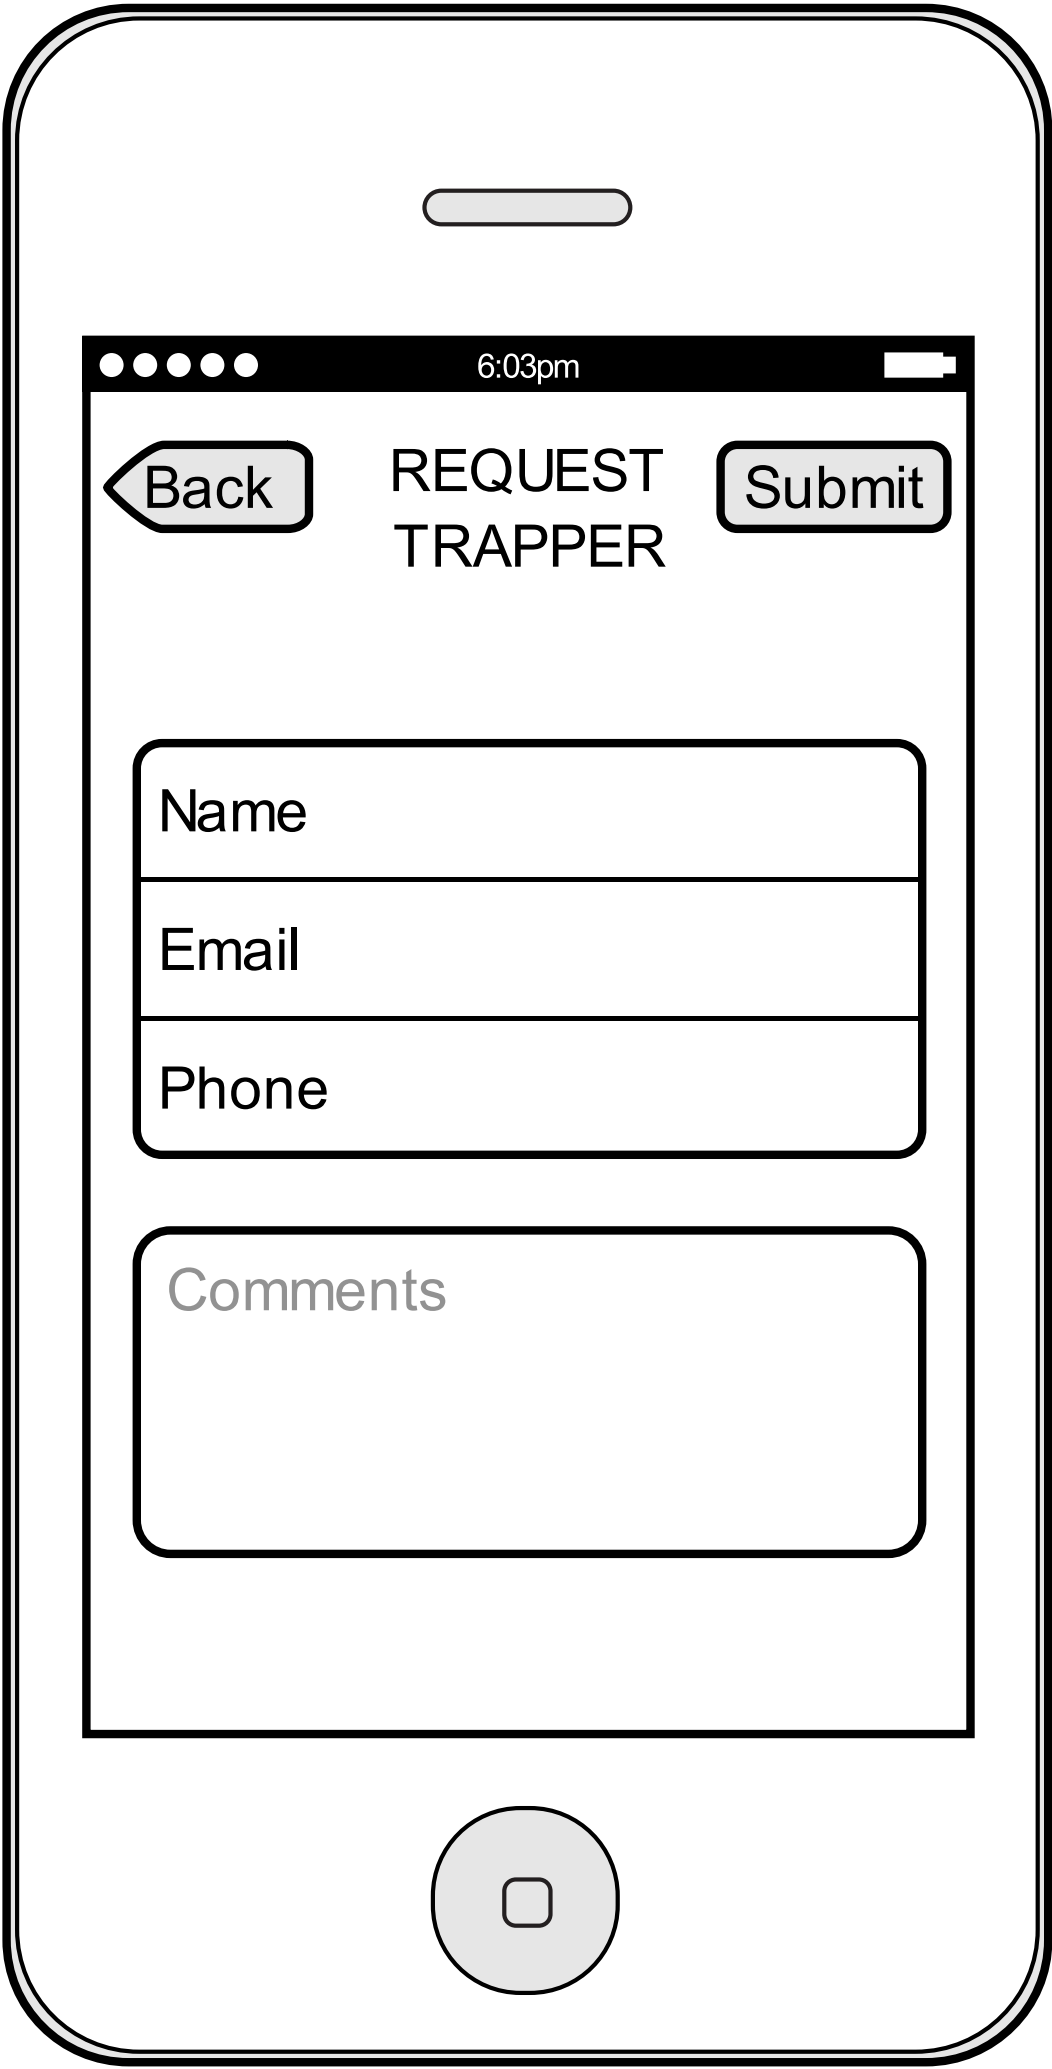 6:03pm
Back
REQUEST
TRAPPER
Submit
Name
Email
Phone
Comments